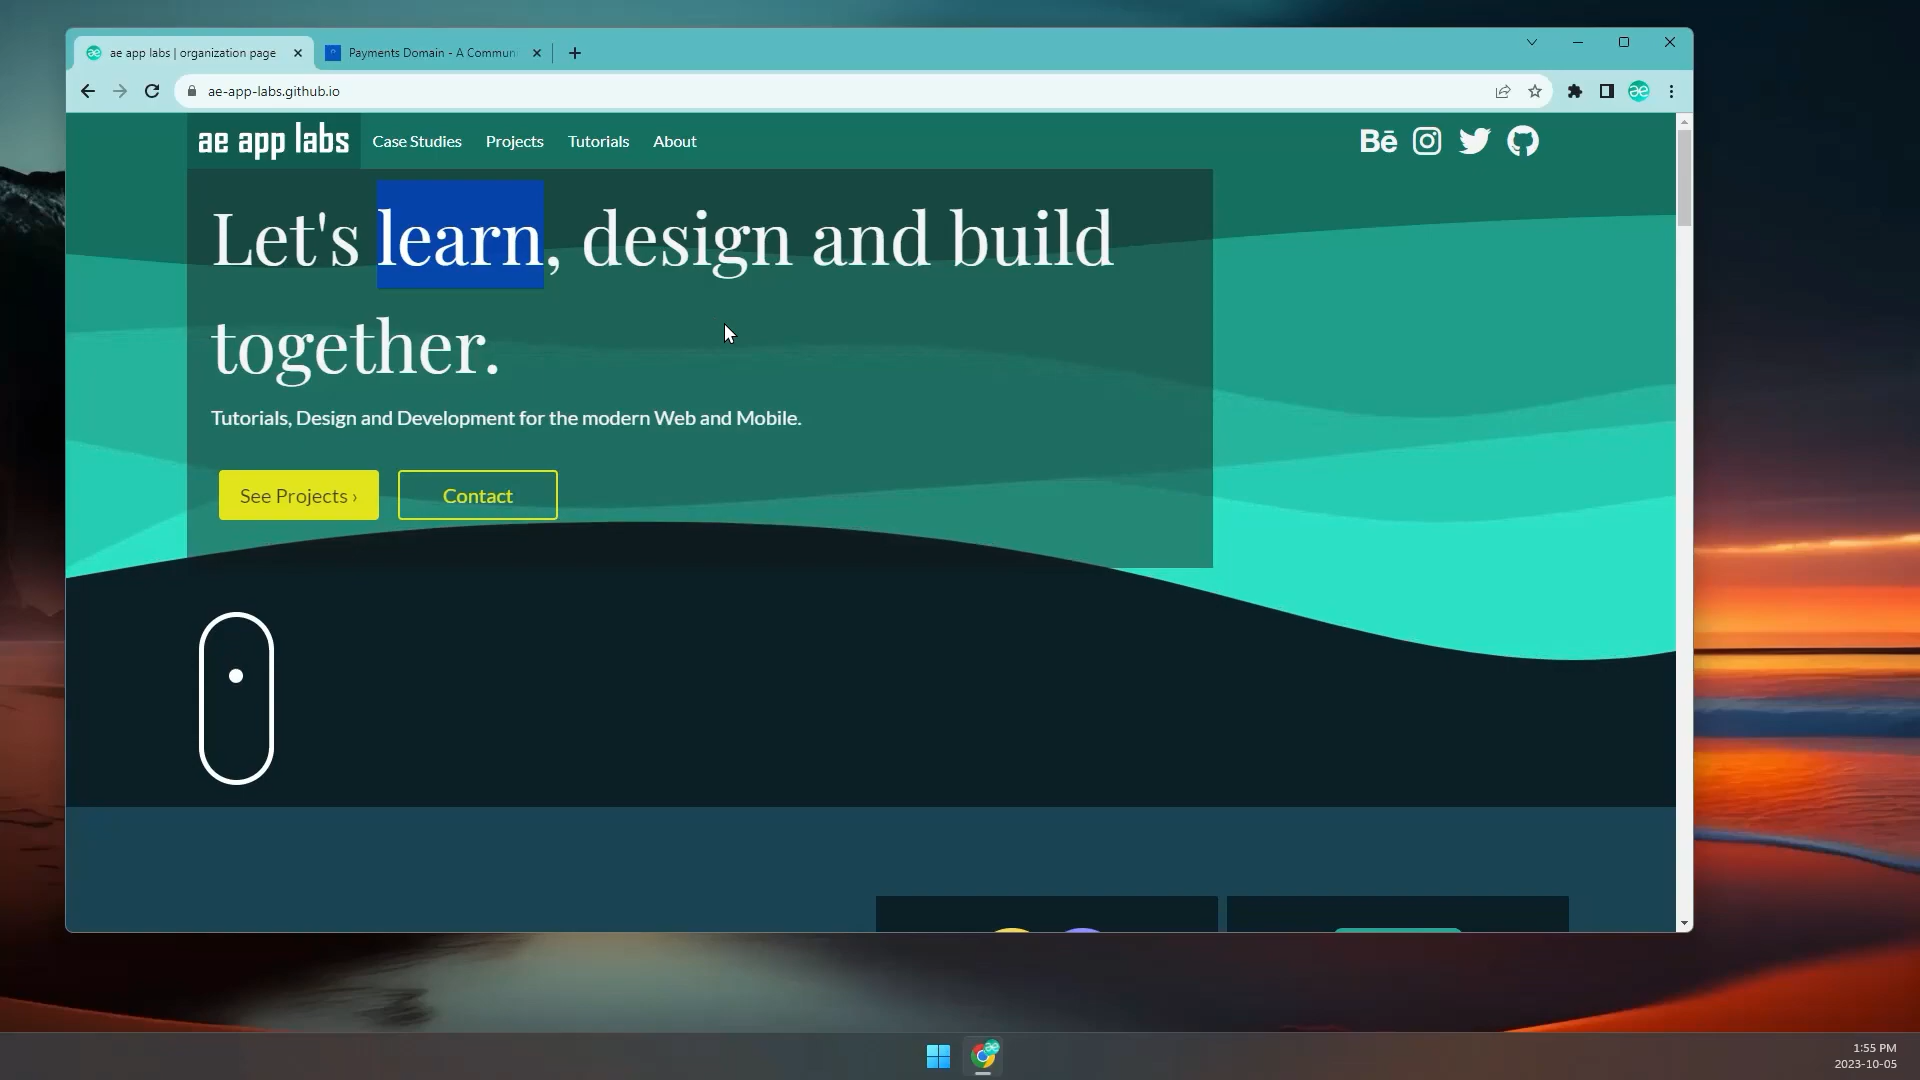 ae app labs | organization page
Payments Domain - A Commun
ae-app-labs.github.io
ae app labs
Case Studies
Projects
Tutorials
About
Bē
Let's learn, design and build
together.
Tutorials, Design and Development for the modern Web and Mobile.
See Projects ›
Contact
1:55 PM
2023-10-05